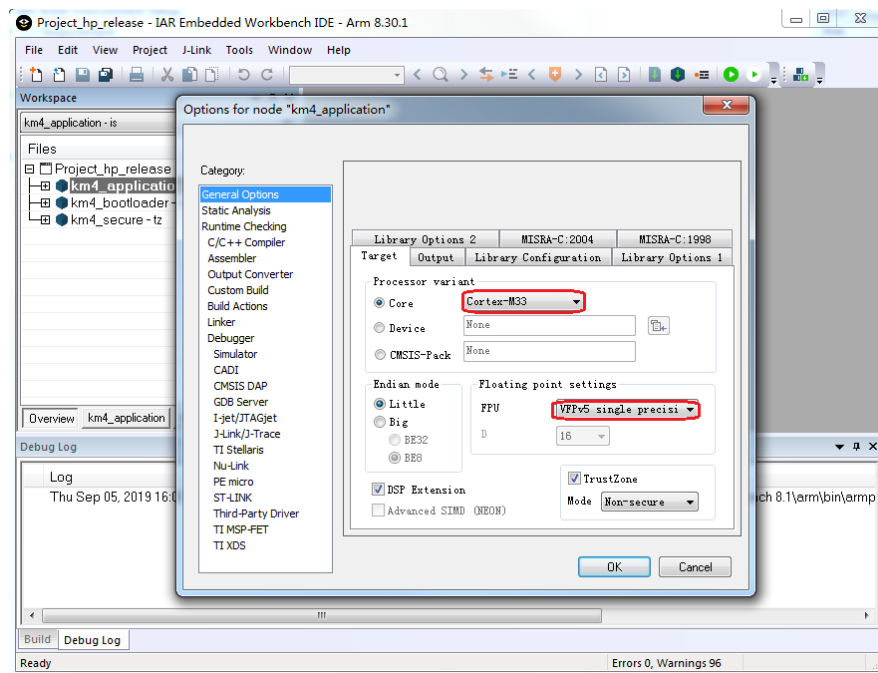 Project_hp_release - IAR Embedded Workbench IDE - Arm 8.30.1
File Edit View Project J-Link Tools Window Help
Workspace
km4_application - is
Files
Project_hp_release
km4_applicatio
km4_bootloader -
km4_secure - tz
Overview km4_application
Options for node "km4_application"
Category:
General Options
Static Analysis
Runtime Checking
C/C++ Compiler
Assembler
Output Converter
Custom Build
Build Actions
Linker
Debugger
Simulator
CADI
CMSIS DAP
GDB Server
I-jet/JTAGjet
J-Link/J-Trace
TI Stellaris
Nu-Link
PE micro
ST-LINK
Third-Party Driver
TI MSP-FET
TI XDS
Library Options 2 MISRA-C:2004 MISRA-C:1998
Target Output Library Configuration Library Options 1
Processor variant
Core Cortex-M33
Device None
CMSIS-Pack None
Endian mode
Little
Big
BE32
BE8
Floating point settings
FPU VFPv5 single precisi
D 16
DSP Extension
Advanced SIMD (NEON)
TrustZone
Mode Non-secure
OK Cancel
Debug Log
Log
Thu Sep 05, 2019 16:0
ch 8.1\arm\bin\armp
Build Debug Log
Ready Errors 0, Warnings 96